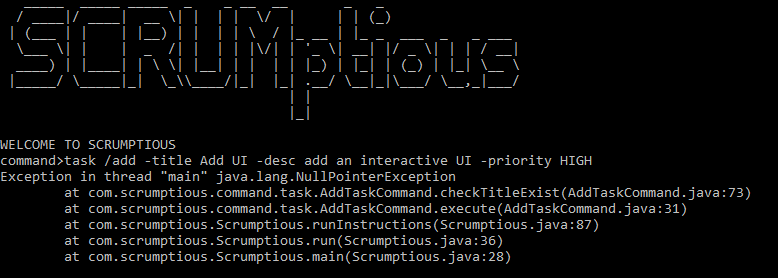 SCRUMptious
WELCOME TO SCRUMPTIOUS
command>task /add -title Add UI -desc add an interactive UI -priority HIGH
Exception in thread "main" java.lang.NullPointerException
at com.scrumptious.command.task.AddTaskCommand.checkTitleExist(AddTaskCommand.java:73)
at com.scrumptious.command.task.AddTaskCommand.execute(AddTaskCommand.java:31)
at com.scrumptious.Scrumptious.runInstructions(Scrumptious.java:87)
at com.scrumptious.Scrumptious.run(Scrumptious.java:36)
at com.scrumptious.Scrumptious.main(Scrumptious.java:28)